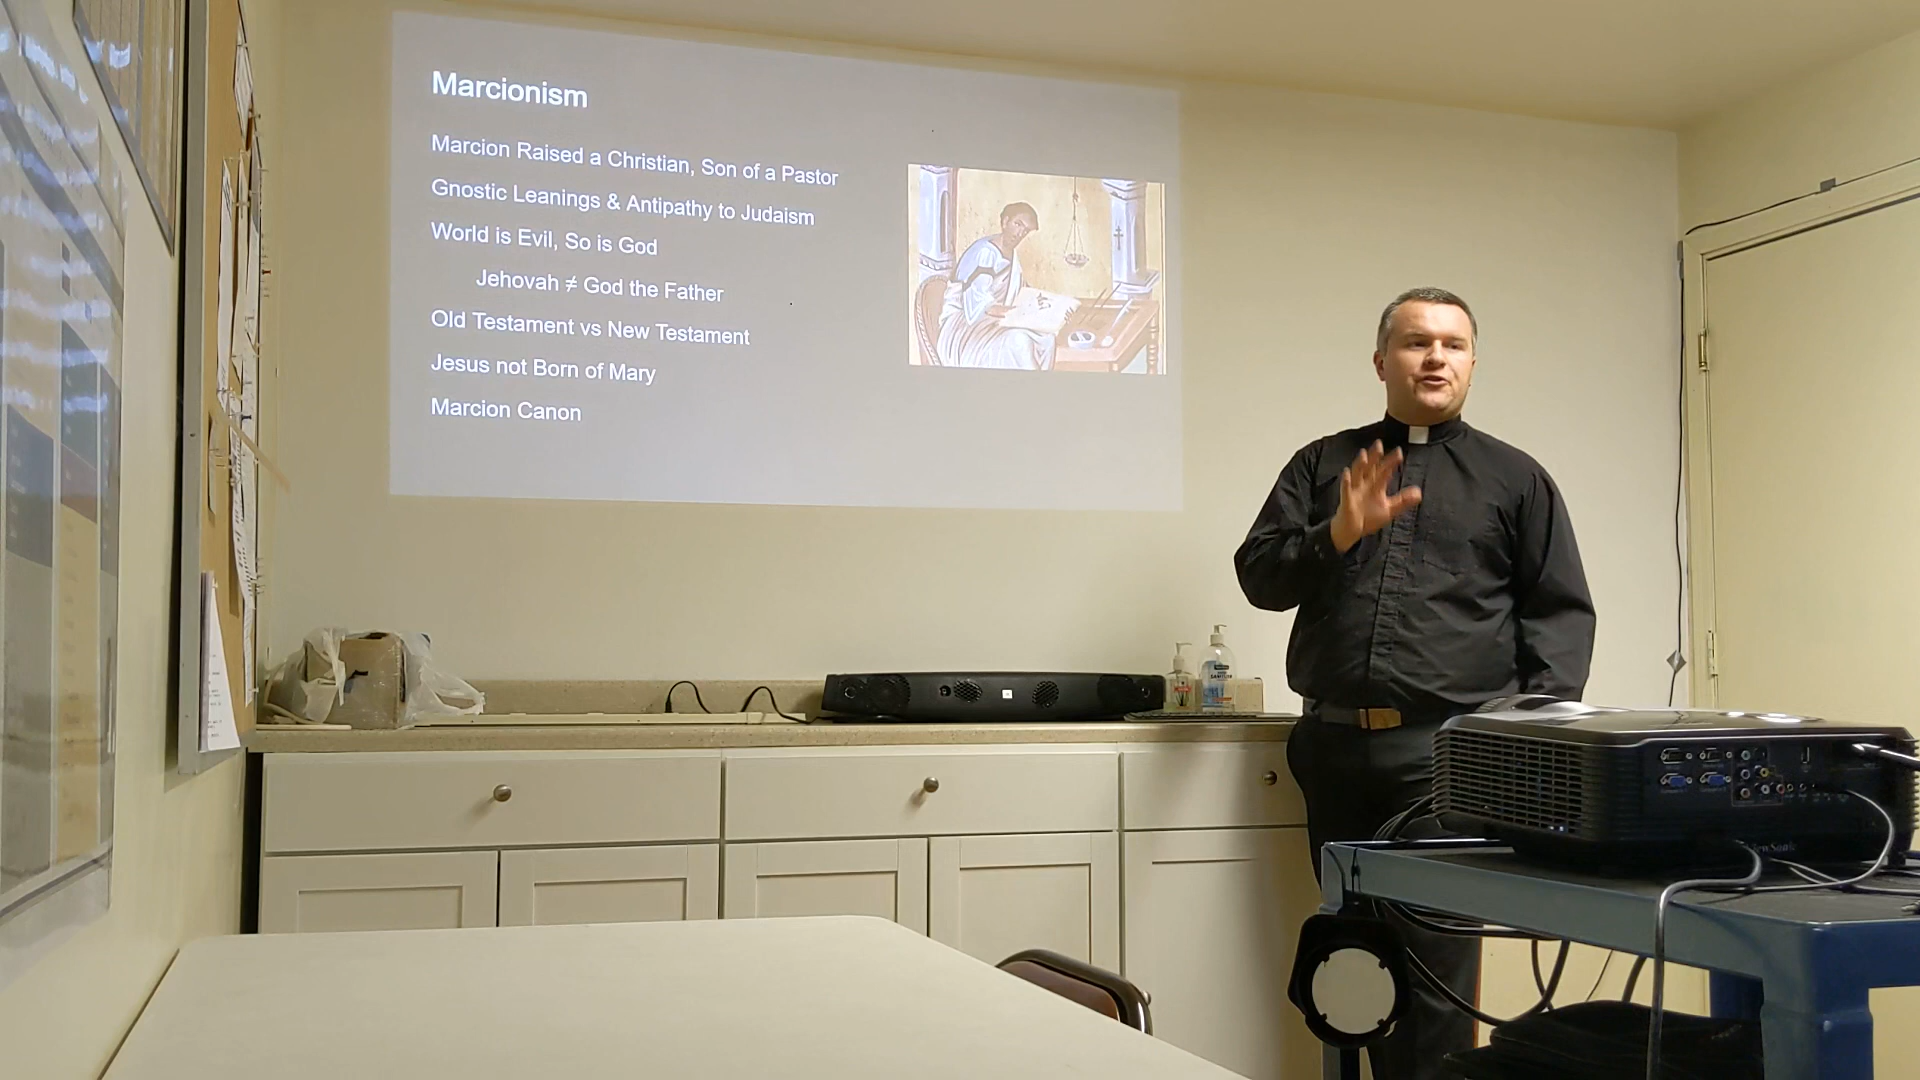 Marcionism
Marcion Raised a Christian, Son of a Pastor
Gnostic Leanings & Antipathy to Judaism
World is Evil, So is God
Jehovah ≠ God the Father
Old Testament vs New Testament
Jesus not Born of Mary
Marcion Canon
ViewSonic